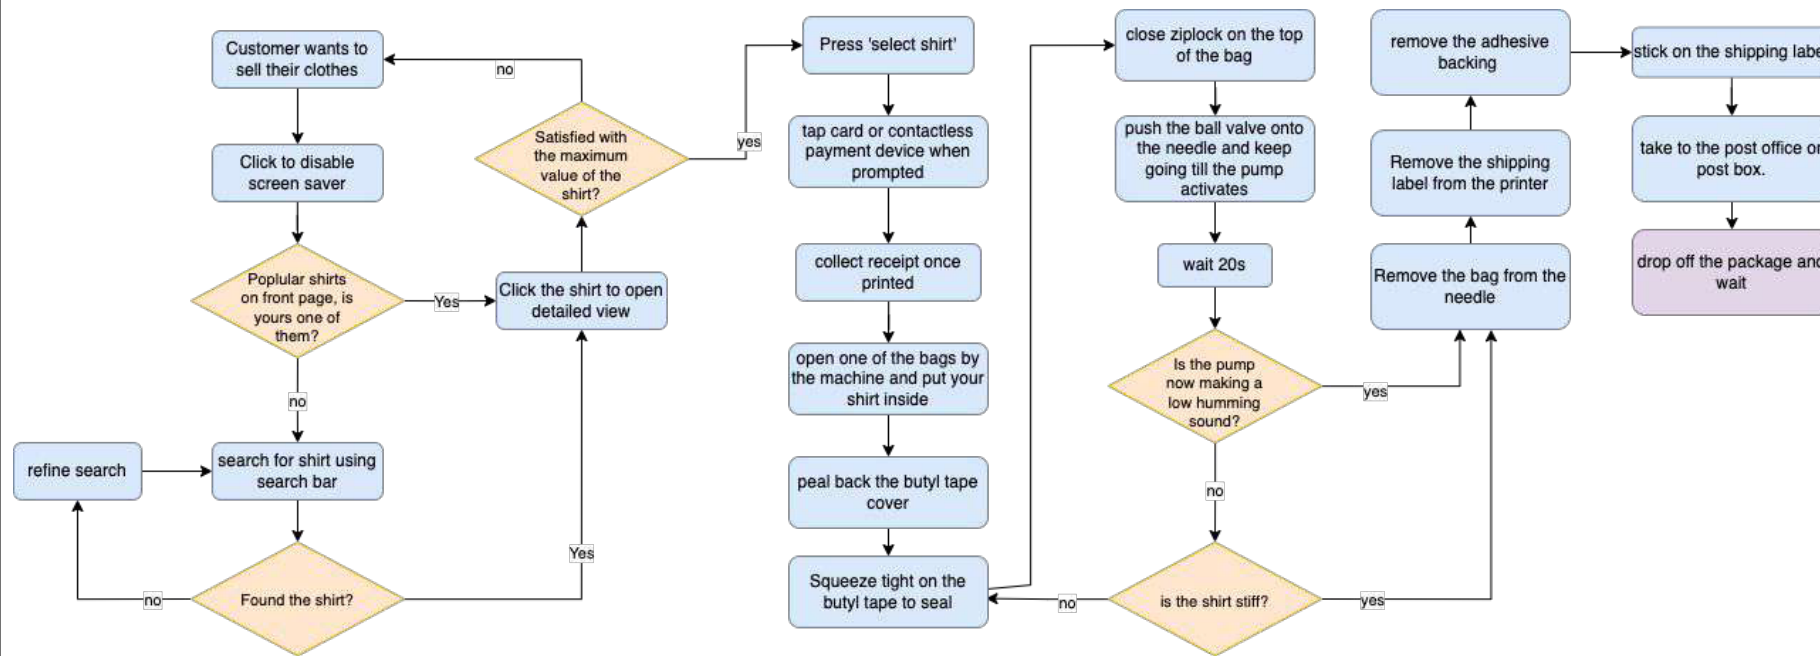 Customer wants to
sell their clothes
no
Click to disable
screen saver
Poplular shirts
on front page, is
yours one of
them?
Yes
no
refine search
search for shirt using
search bar
no
Found the shirt?
Yes
Click the shirt to open
detailed view
Satisfied with
the maximum
value of the
shirt?
yes
Press 'select shirt'
tap card or contactless
payment device when
prompted
collect receipt once
printed
open one of the bags by
the machine and put your
shirt inside
peal back the butyl tape
cover
Squeeze tight on the
butyl tape to seal
close ziplock on the top
of the bag
push the ball valve onto
the needle and keep
going till the pump
activates
wait 20s
Is the pump
now making a
low humming
sound?
yes
no
is the shirt stiff?
no
yes
Remove the bag from the
needle
Remove the shipping
label from the printer
remove the adhesive
backing
stick on the shipping labe
take to the post office or
post box.
drop off the package and
wait